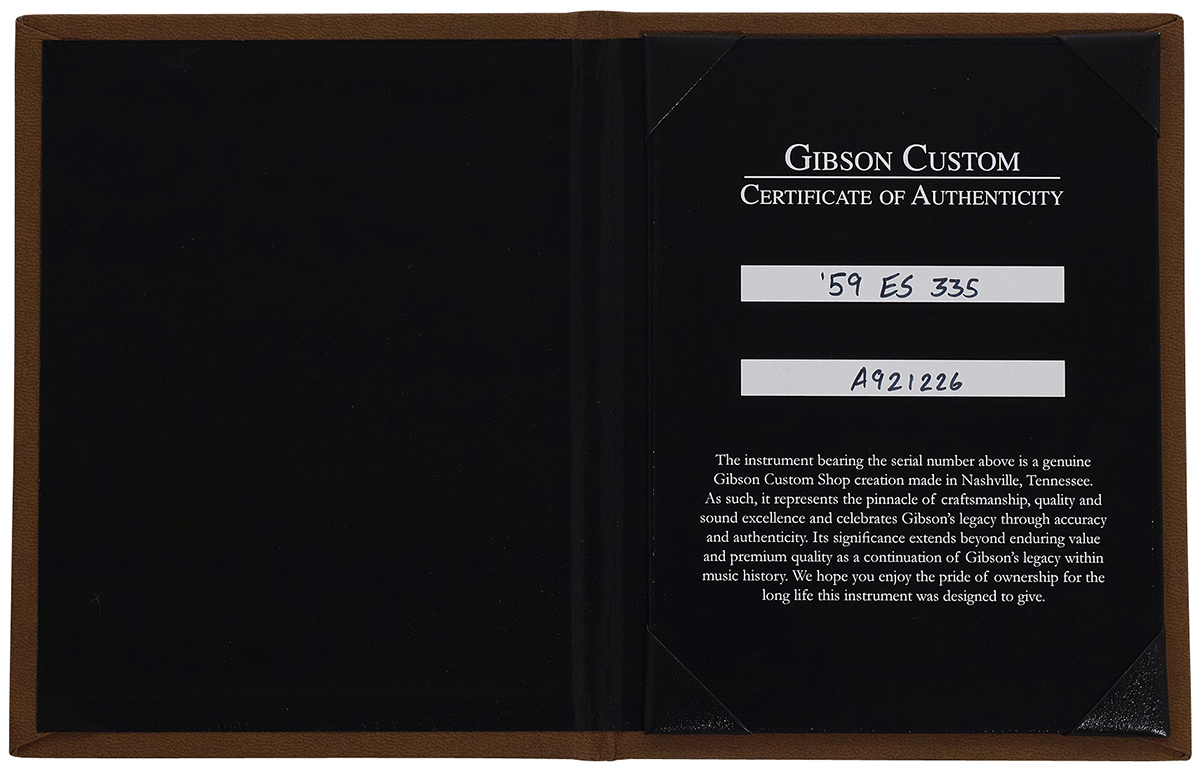 GIBSON CUSTOM
CERTIFICATE OF AUTHENTICITY
'59 ES 335
A921226
The instrument bearing the serial number above is a genuine
Gibson Custom Shop creation made in Nashville, Tennessee.
As such, it represents the pinnacle of craftsmanship, quality and
sound excellence and celebrates Gibson's legacy through accuracy
and authenticity. Its significance extends beyond enduring value
and premium quality as a continuation of Gibson's legacy within
music history. We hope you enjoy the pride of ownership for the
long life this instrument was designed to give.